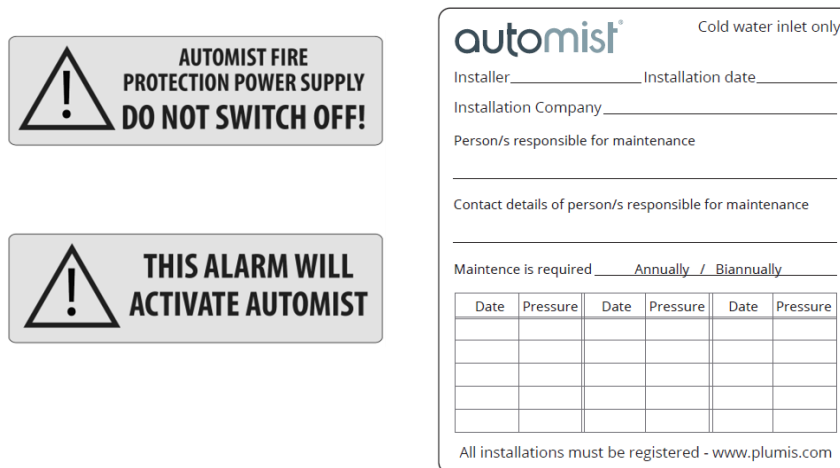 AUTOMIST FIRE
PROTECTION POWER SUPPLY
DO NOT SWITCH OFF!
THIS ALARM WILL
ACTIVATE AUTOMIST
automist
Cold water inlet only
Installer Installation date
Installation Company
Person/s responsible for maintenance
Contact details of person/s responsible for maintenance
Maintence is required Annually / Biannually
Date Pressure Date Pressure Date Pressure
All installations must be registered - www.plumis.com